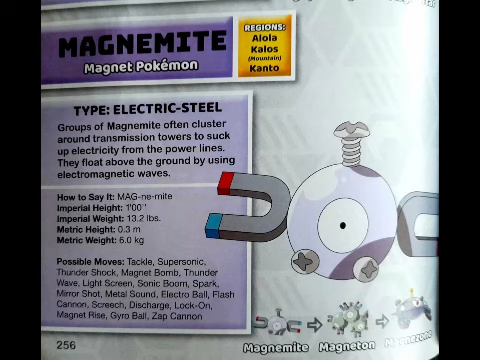 MAGNEMITE
Magnet Pokémon
REGIONS:
Alola
Kalos
(Mountain)
Kanto
TYPE: ELECTRIC-STEEL
Groups of Magnemite often cluster
around transmission towers to suck
up electricity from the power lines.
They float above the ground by using
electromagnetic waves.
How to Say It: MAG-ne-mite
Imperial Height: 1'00"
Imperial Weight: 13.2 lbs.
Metric Height: 0.3 m
Metric Weight: 6.0 kg
Possible Moves: Tackle, Supersonic,
Thunder Shock, Magnet Bomb, Thunder
Wave, Light Screen, Sonic Boom, Spark,
Mirror Shot, Metal Sound, Electro Ball, Flash
Cannon, Screech, Discharge, Lock-On,
Magnet Rise, Gyro Ball, Zap Cannon
256
Magnemite Magneton Magnezone